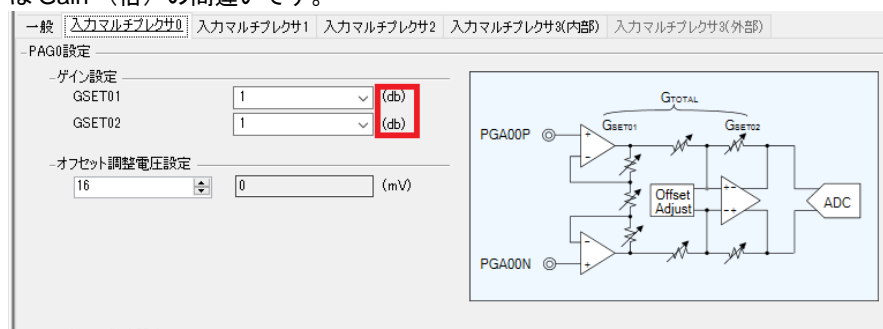 は Gain （倍）の間違いです。
一般 入力マルチプレクサ0 入力マルチプレクサ1 入力マルチプレクサ2 入力マルチプレクサ3(内部) 入力マルチプレクサ3(外部)
PAG0設定
ゲイン設定
GSET01 1 (db)
GSET02 1 (db)
オフセット調整電圧設定
16 0 (mV)
GTOTAL
GSET01 GSET02
PGA00P + -
Offset
Adjust
+-
-+
ADC
PGA00N - +